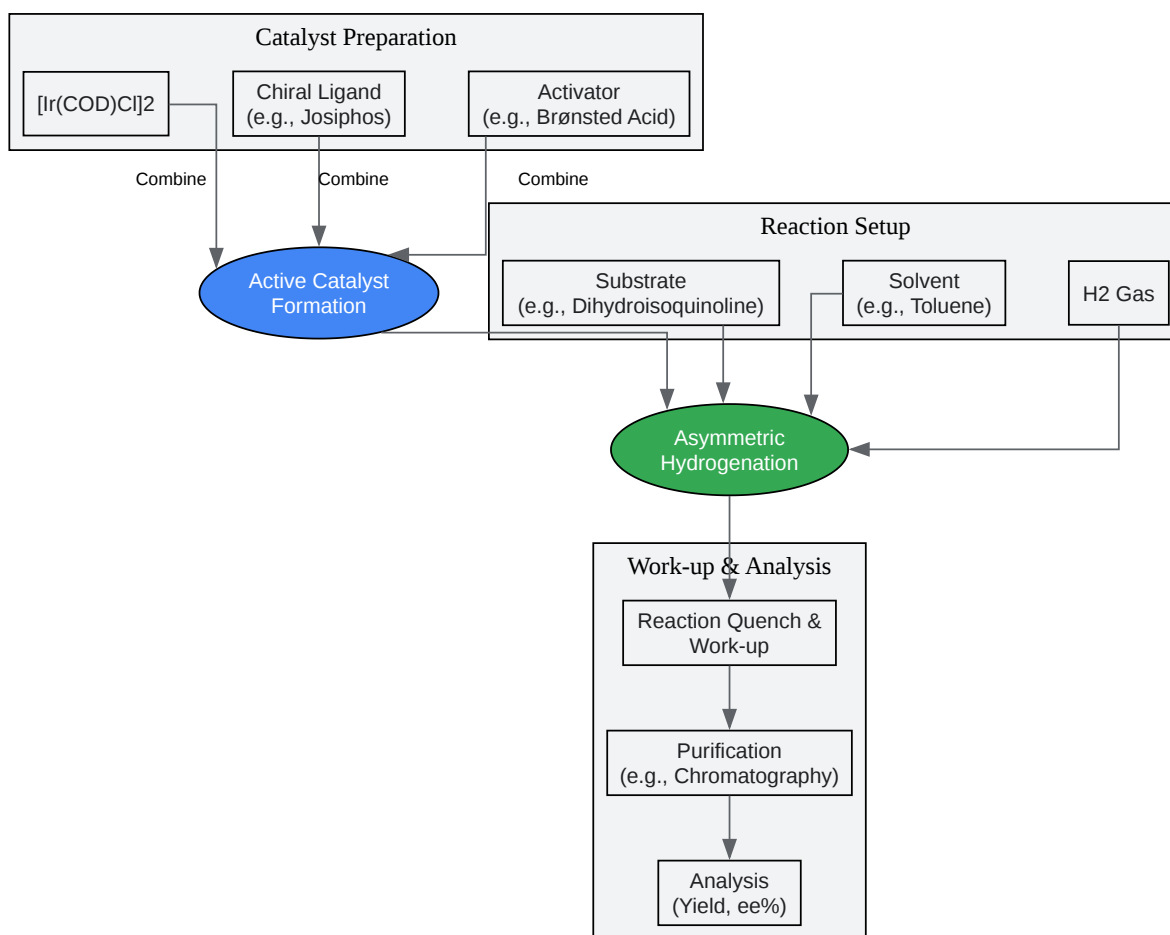 Catalyst Preparation
[Ir(COD)Cl]2
Chiral Ligand
(e.g., Josiphos)
Activator
(e.g., Brønsted Acid)
Combine
Combine
Combine
Reaction Setup
Active Catalyst
Formation
Substrate
(e.g., Dihydroisoquinoline)
Solvent
(e.g., Toluene)
H2 Gas
Asymmetric
Hydrogenation
Work-up & Analysis
Reaction Quench &
Work-up
Purification
(e.g., Chromatography)
Analysis
(Yield, ee%)